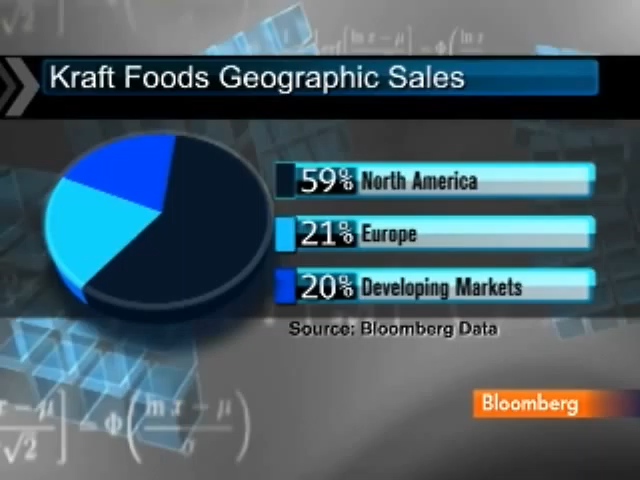 Kraft Foods Geographic Sales
59% North America
21% Europe
20% Developing Markets
Source: Bloomberg Data
Bloomberg